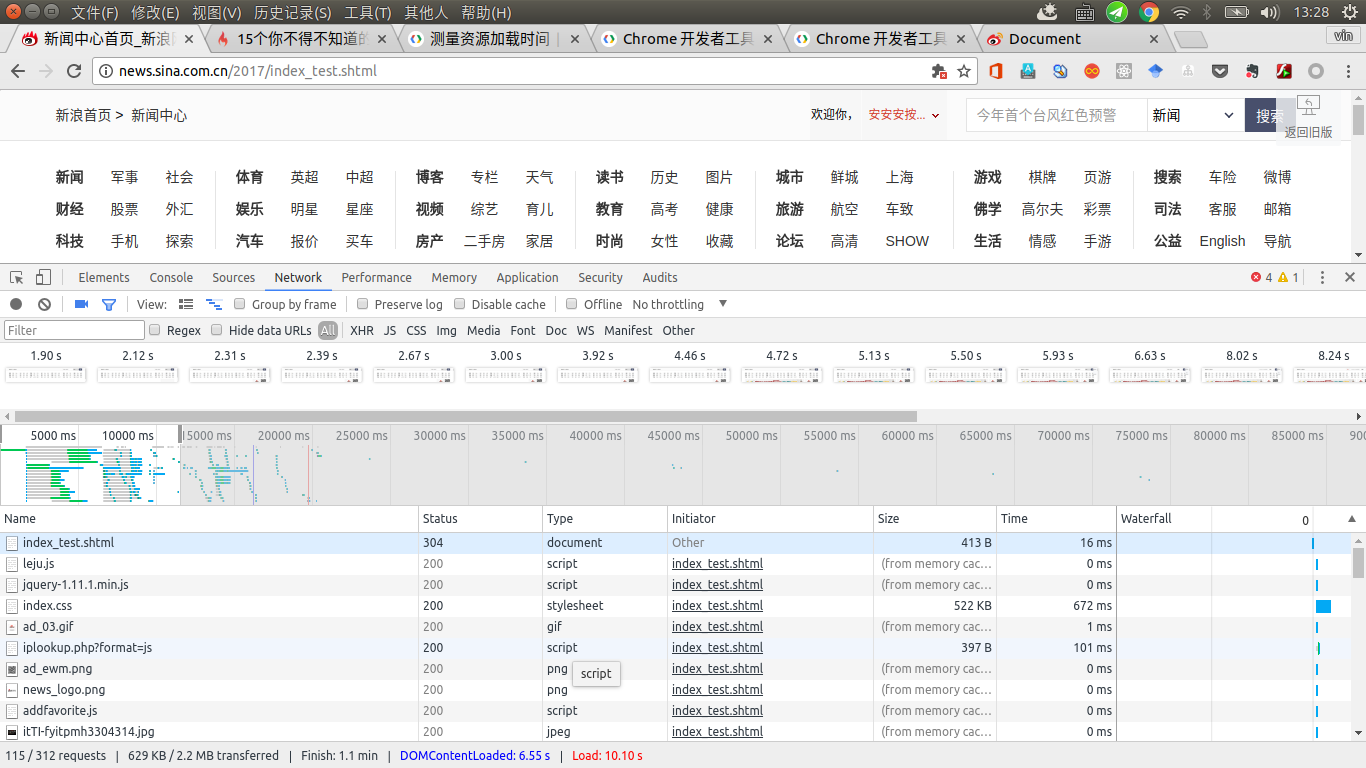 文件(F) 修改(E) 视图(V) 历史记录(S) 工具(T) 其他人 帮助(H) 13:28
新闻中心首页_新浪 15个你不得不知道的 测量资源加载时间 Chrome 开发者工具 Chrome 开发者工具 Document vin
news.sina.com.cn/2017/index_test.shtml
新浪首页 > 新闻中心 欢迎你， 安安安按... 今年首个台风红色预警 新闻 搜索 返回旧版
新闻 军事 社会 体育 英超 中超 博客 专栏 天气 读书 历史 图片 城市 鲜城 上海 游戏 棋牌 页游 搜索 车险 微博
财经 股票 外汇 娱乐 明星 星座 视频 综艺 育儿 教育 高考 健康 旅游 航空 车致 佛学 高尔夫 彩票 司法 客服 邮箱
科技 手机 探索 汽车 报价 买车 房产 二手房 家居 时尚 女性 收藏 论坛 高清 SHOW 生活 情感 手游 公益 English 导航
Elements Console Sources Network Performance Memory Application Security Audits 4 1
View: Group by frame Preserve log Disable cache Offline No throttling
Filter Regex Hide data URLs All XHR JS CSS Img Media Font Doc WS Manifest Other
1.90 s 2.12 s 2.31 s 2.39 s 2.67 s 3.00 s 3.92 s 4.46 s 4.72 s 5.13 s 5.50 s 5.93 s 6.63 s 8.02 s 8.24 s
5000 ms 10000 ms 15000 ms 20000 ms 25000 ms 30000 ms 35000 ms 40000 ms 45000 ms 50000 ms 55000 ms 60000 ms 65000 ms 70000 ms 75000 ms 80000 ms 85000 ms 900
Name Status Type Initiator Size Time Waterfall 0
index_test.shtml 304 document Other 413 B 16 ms
leju.js 200 script index_test.shtml (from memory cac... 0 ms
jquery-1.11.1.min.js 200 script index_test.shtml (from memory cac... 0 ms
index.css 200 stylesheet index_test.shtml 522 KB 672 ms
ad_03.gif 200 gif index_test.shtml (from memory cac... 1 ms
iplookup.php?format=js 200 script index_test.shtml 397 B 101 ms
ad_ewm.png 200 png index_test.shtml (from memory cac... 0 ms
script
news_logo.png 200 png index_test.shtml (from memory cac... 0 ms
addfavorite.js 200 script index_test.shtml (from memory cac... 0 ms
itTI-fyitpmh3304314.jpg 200 jpeg index_test.shtml (from memory cac... 0 ms
115 / 312 requests | 629 KB / 2.2 MB transferred | Finish: 1.1 min | DOMContentLoaded: 6.55 s | Load: 10.10 s